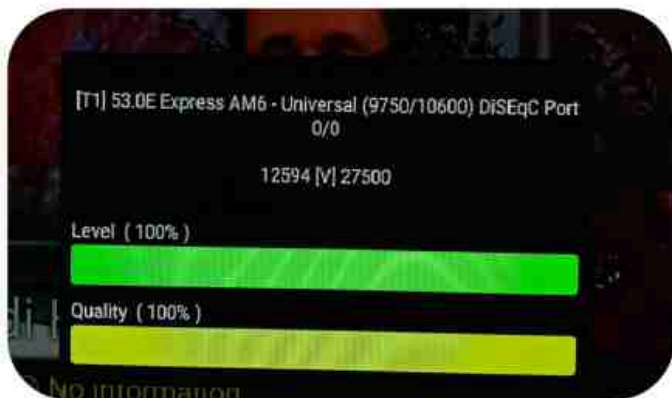 [T1] 53.0E Express AM6 - Universal (9750/10600) DiSEqC Port
0/0
12594 [V] 27500
Level ( 100% )
Quality ( 100% )
No information